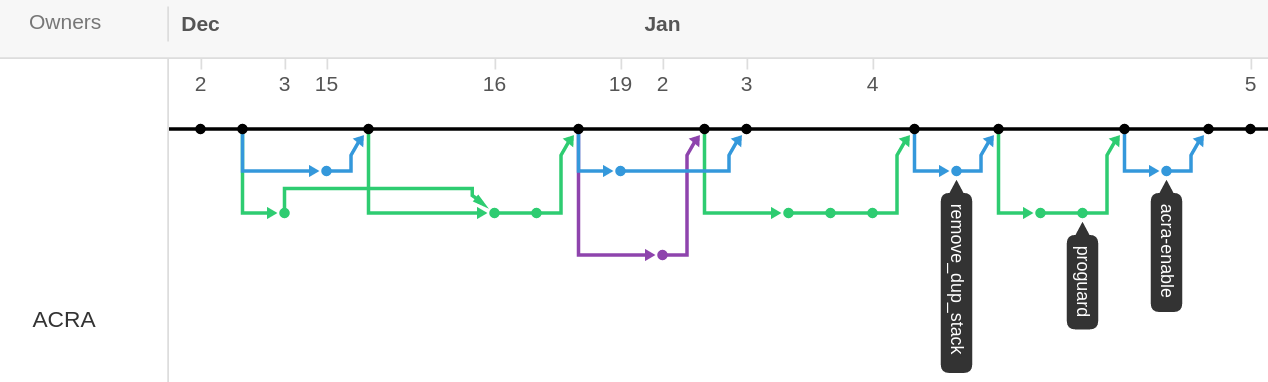 Owners
Dec
Jan
2 3 15 16 19 2 3 4 5
remove_dup_stack
proguard
acra-enable
ACRA